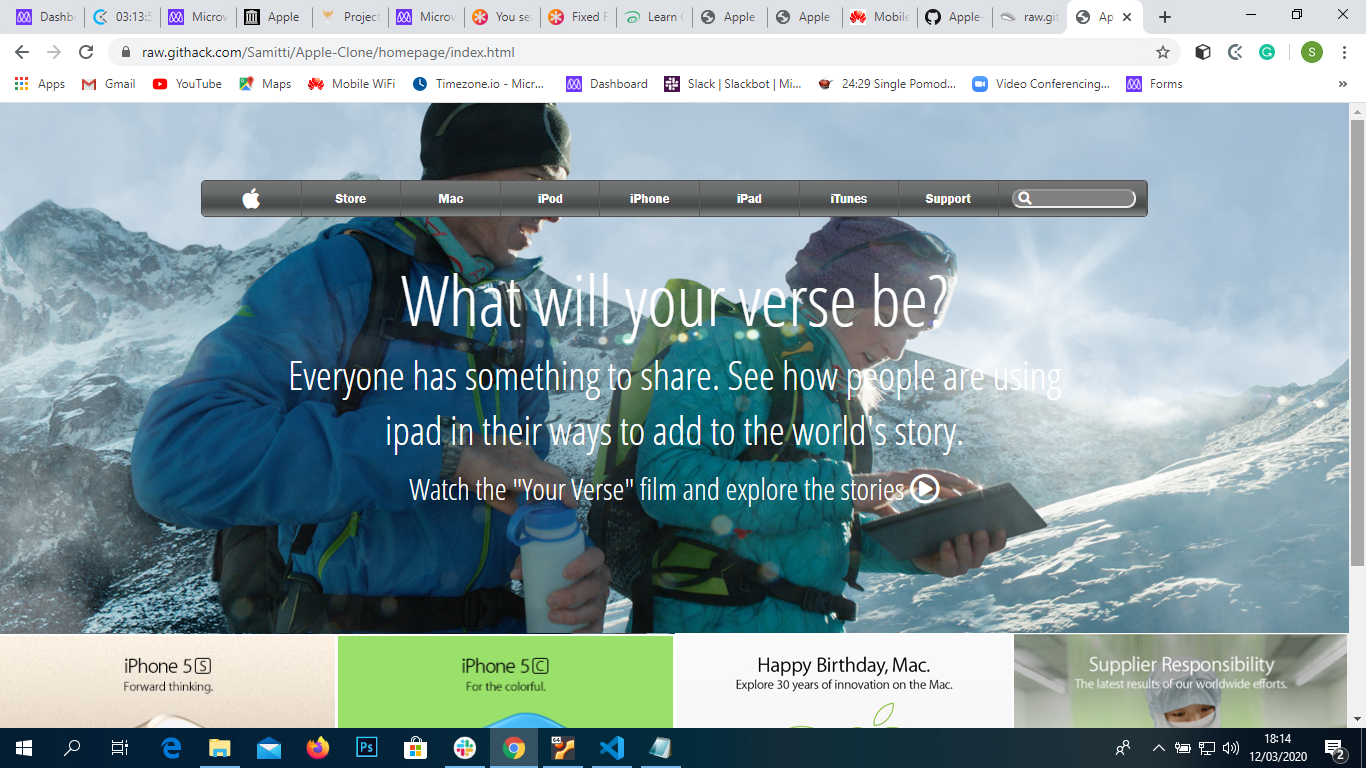 Dashbo
03:13:5
Microv
Apple
Project
Microv
You se
Fixed P
Learn C
Apple
Apple
Mobile
Apple-
raw.git
Ap
raw.githack.com/Samitti/Apple-Clone/homepage/index.html
S
Apps
Gmail
YouTube
Maps
Mobile WiFi
Timezone.io - Micr...
Dashboard
Slack | Slackbot | Mi...
24:29 Single Pomod...
Video Conferencing...
Forms
»
Store
Mac
iPod
iPhone
iPad
iTunes
Support
What will your verse be?
Everyone has something to share. See how people are using
ipad in their ways to add to the world's story.
Watch the "Your Verse" film and explore the stories
iPhone 5S
Forward thinking.
iPhone 5C
For the colorful.
Happy Birthday, Mac.
Explore 30 years of innovation on the Mac.
Supplier Responsibility
The latest results of our worldwide efforts.
Ps
64
18:14
12/03/2020
2